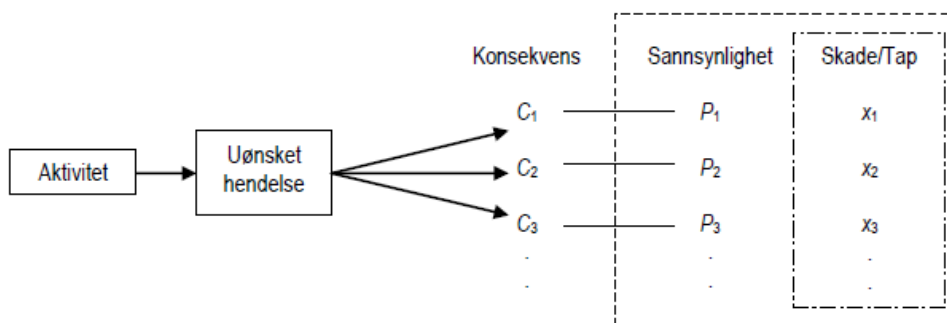 Konsekvens Sannsynlighet Skade/Tap
C₁ P₁ x₁
Aktivitet Uønsket hendelse C₂ P₂ x₂
C₃ P₃ x₃
. . .
. . .